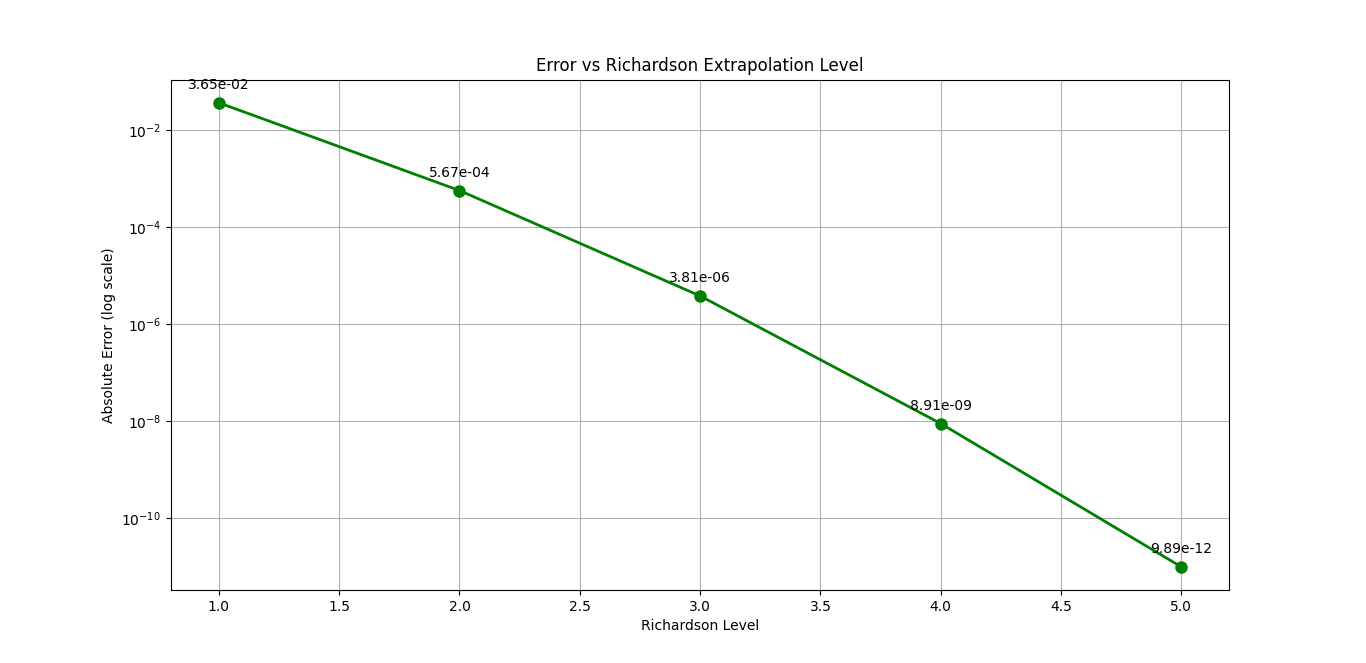 Error vs Richardson Extrapolation Level
3.65e-02
5.67e-04
3.81e-06
8.91e-09
9.89e-12
Absolute Error (log scale)
10⁻²
10⁻⁴
10⁻⁶
10⁻⁸
10⁻¹⁰
1.0 1.5 2.0 2.5 3.0 3.5 4.0 4.5 5.0
Richardson Level